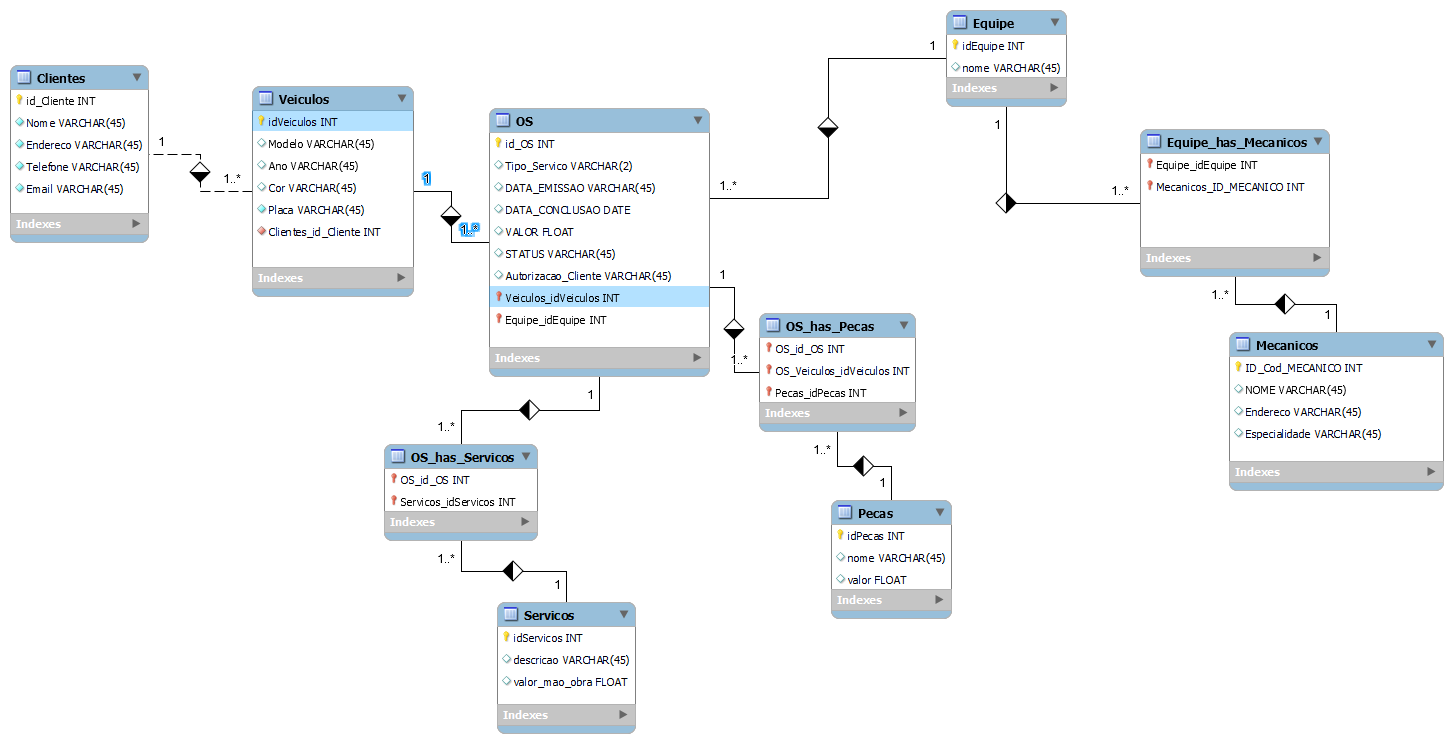 Clientes
id_Cliente INT
Nome VARCHAR(45)
Endereco VARCHAR(45)
Telefone VARCHAR(45)
Email VARCHAR(45)
Indexes
1
1..*
Veiculos
idVeiculos INT
Modelo VARCHAR(45)
Ano VARCHAR(45)
Cor VARCHAR(45)
Placa VARCHAR(45)
Clientes_id_Cliente INT
Indexes
1
1..*
OS
id_OS INT
Tipo_Servico VARCHAR(2)
DATA_EMISSAO VARCHAR(45)
DATA_CONCLUSAO DATE
VALOR FLOAT
STATUS VARCHAR(45)
Autorizacao_Cliente VARCHAR(45)
Veiculos_idVeiculos INT
Equipe_idEquipe INT
Indexes
1..*
1
Equipe
idEquipe INT
nome VARCHAR(45)
Indexes
1
1..*
Equipe_has_Mecanicos
Equipe_idEquipe INT
Mecanicos_ID_MECANICO INT
Indexes
1..*
1
Mecanicos
ID_Cod_MECANICO INT
NOME VARCHAR(45)
Endereco VARCHAR(45)
Especialidade VARCHAR(45)
Indexes
1
1..*
OS_has_Pecas
OS_id_OS INT
OS_Veiculos_idVeiculos INT
Pecas_idPecas INT
Indexes
1..*
1
Pecas
idPecas INT
nome VARCHAR(45)
valor FLOAT
Indexes
1
1..*
OS_has_Servicos
OS_id_OS INT
Servicos_idServicos INT
Indexes
1..*
1
Servicos
idServicos INT
descricao VARCHAR(45)
valor_mao_obra FLOAT
Indexes